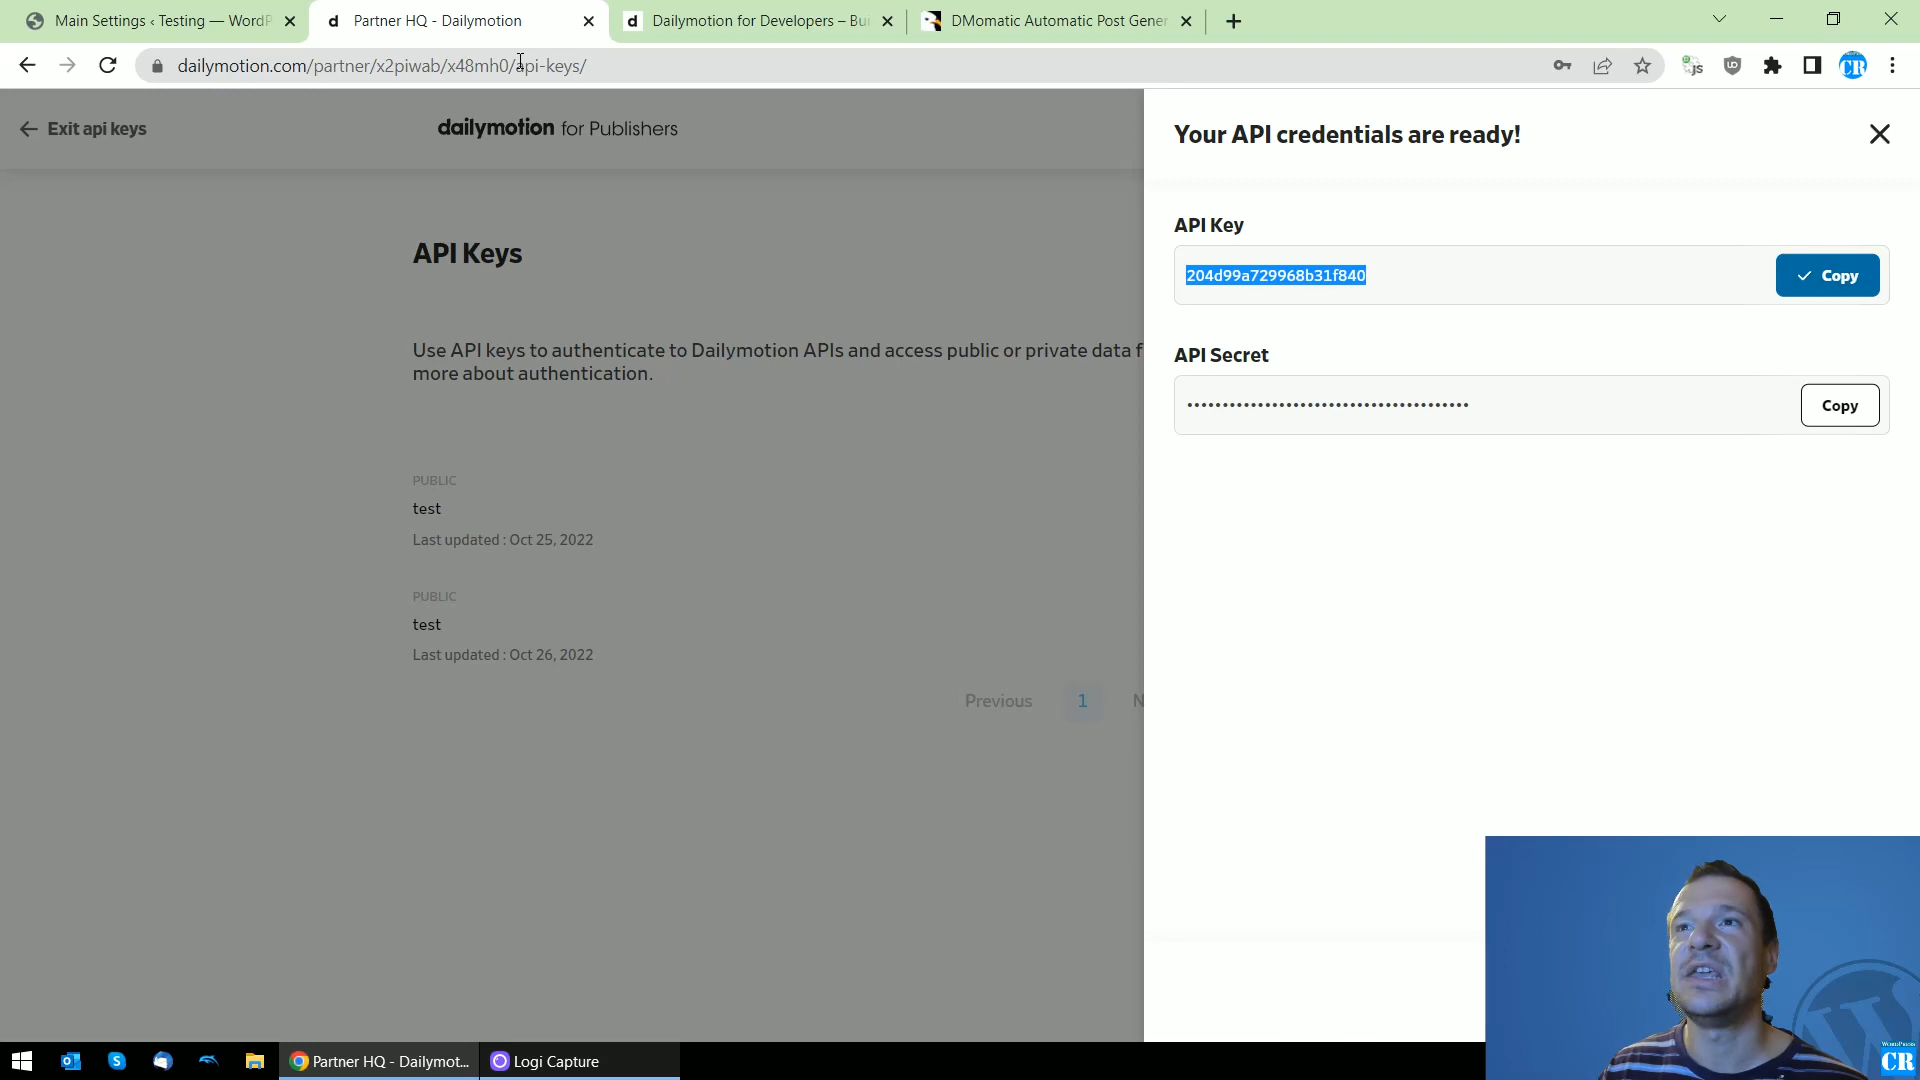 Main Settings ‹ Testing — WordP
Partner HQ - Dailymotion
Dailymotion for Developers – Bui
DMomatic Automatic Post Gener
dailymotion.com/partner/x2piwab/x48mh0/api-keys/
Exit api keys
dailymotion for Publishers
Your API credentials are ready!
API Key
204d99a729968b31f840
Copy
API Secret
••••••••••••••••••••••••••••••••••••••••
Copy
API Keys
Use API keys to authenticate to Dailymotion APIs and access public or private data f
more about authentication.
PUBLIC
test
Last updated : Oct 25, 2022
PUBLIC
test
Last updated : Oct 26, 2022
Previous
1
N
Partner HQ - Dailymot...
Logi Capture
WORDPRESS
CR